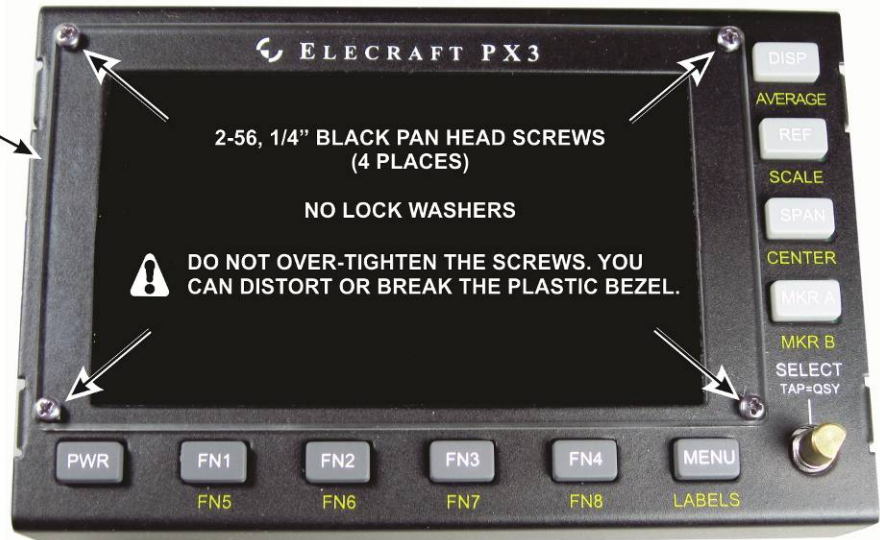 ELECRAFT PX3
2-56, 1/4” BLACK PAN HEAD SCREWS
(4 PLACES)
NO LOCK WASHERS
DO NOT OVER-TIGHTEN THE SCREWS. YOU
CAN DISTORT OR BREAK THE PLASTIC BEZEL.
DISP
AVERAGE
REF
SCALE
SPAN
CENTER
MKR A
MKR B
SELECT
TAP=QSY
PWR FN1 FN2 FN3 FN4 MENU
FN5 FN6 FN7 FN8 LABELS